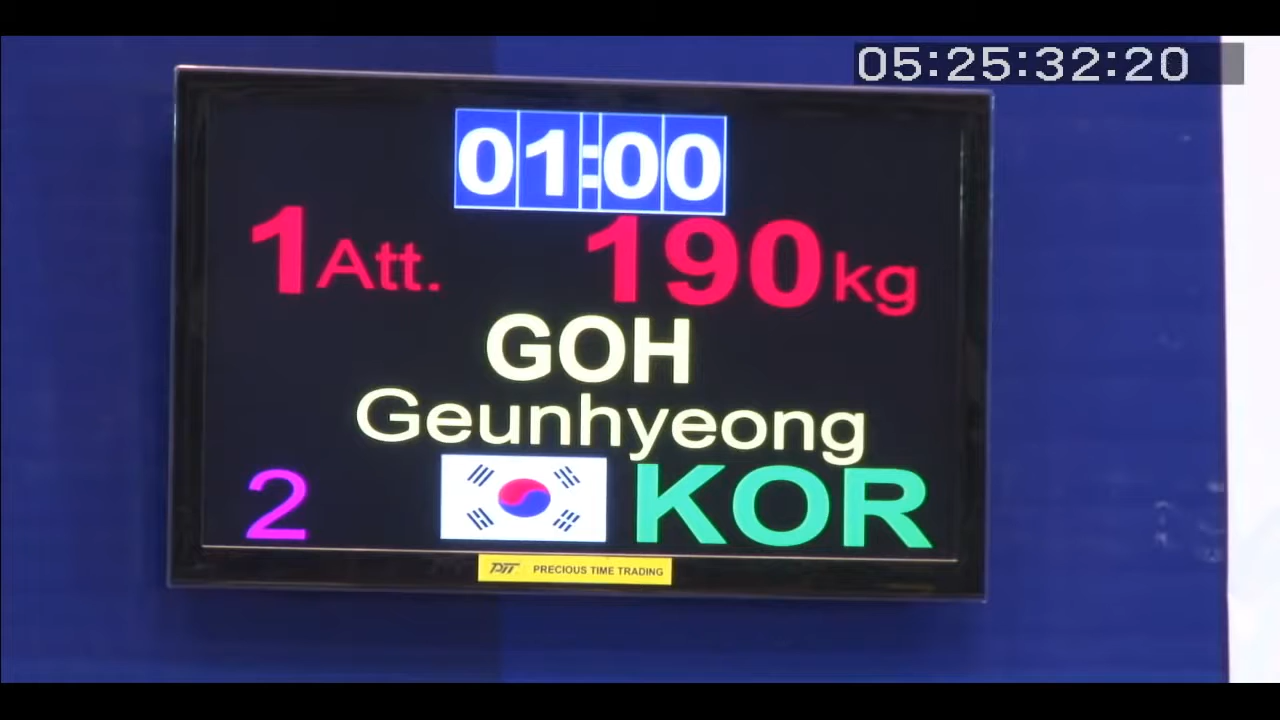 05:25:32:20
01:00
1 Att. 190 kg
GOH
Geunhyeong
2 KOR
PTT PRECIOUS TIME TRADING